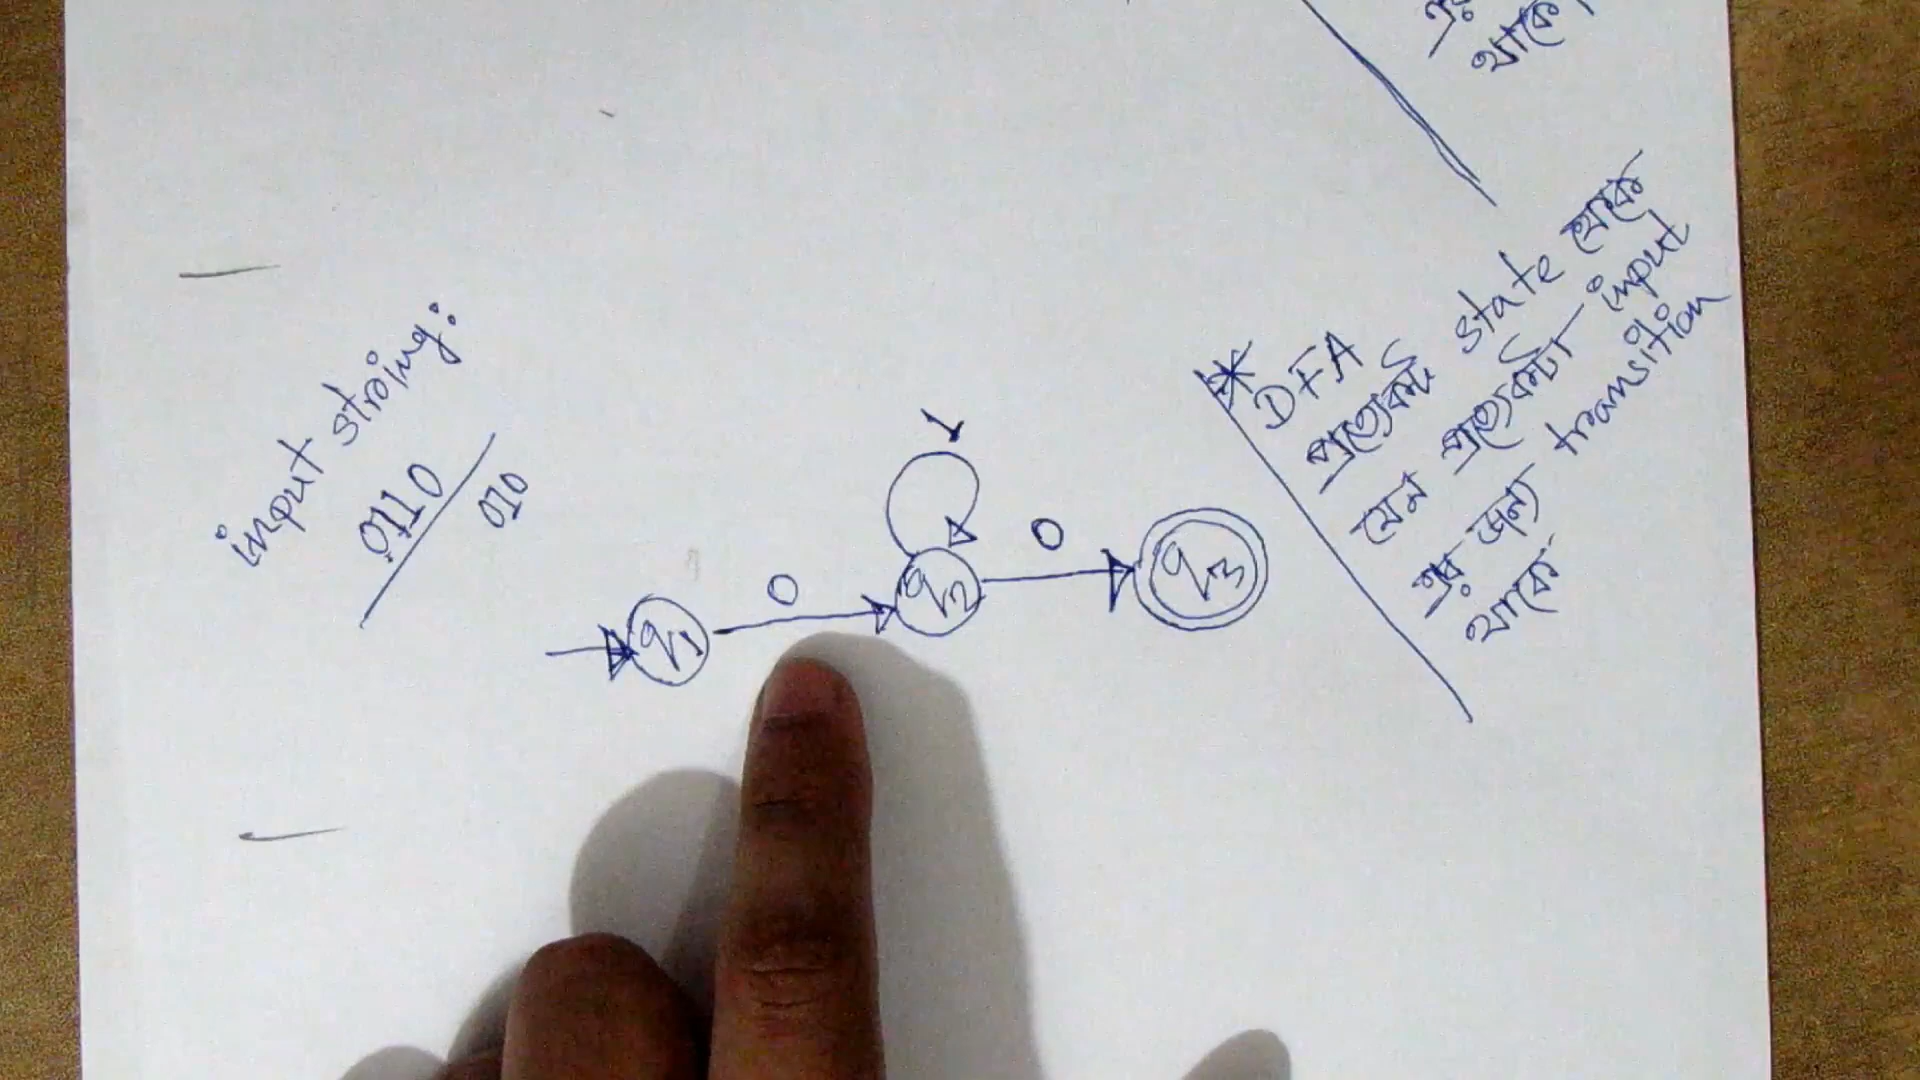 থাকে
input string:
0110
010
1
0
0
q1
q2
q3
*
DFA
প্রত্যেকটি state থেকে
যেন প্রত্যেকটা input
এর জন্য transition
থাকে